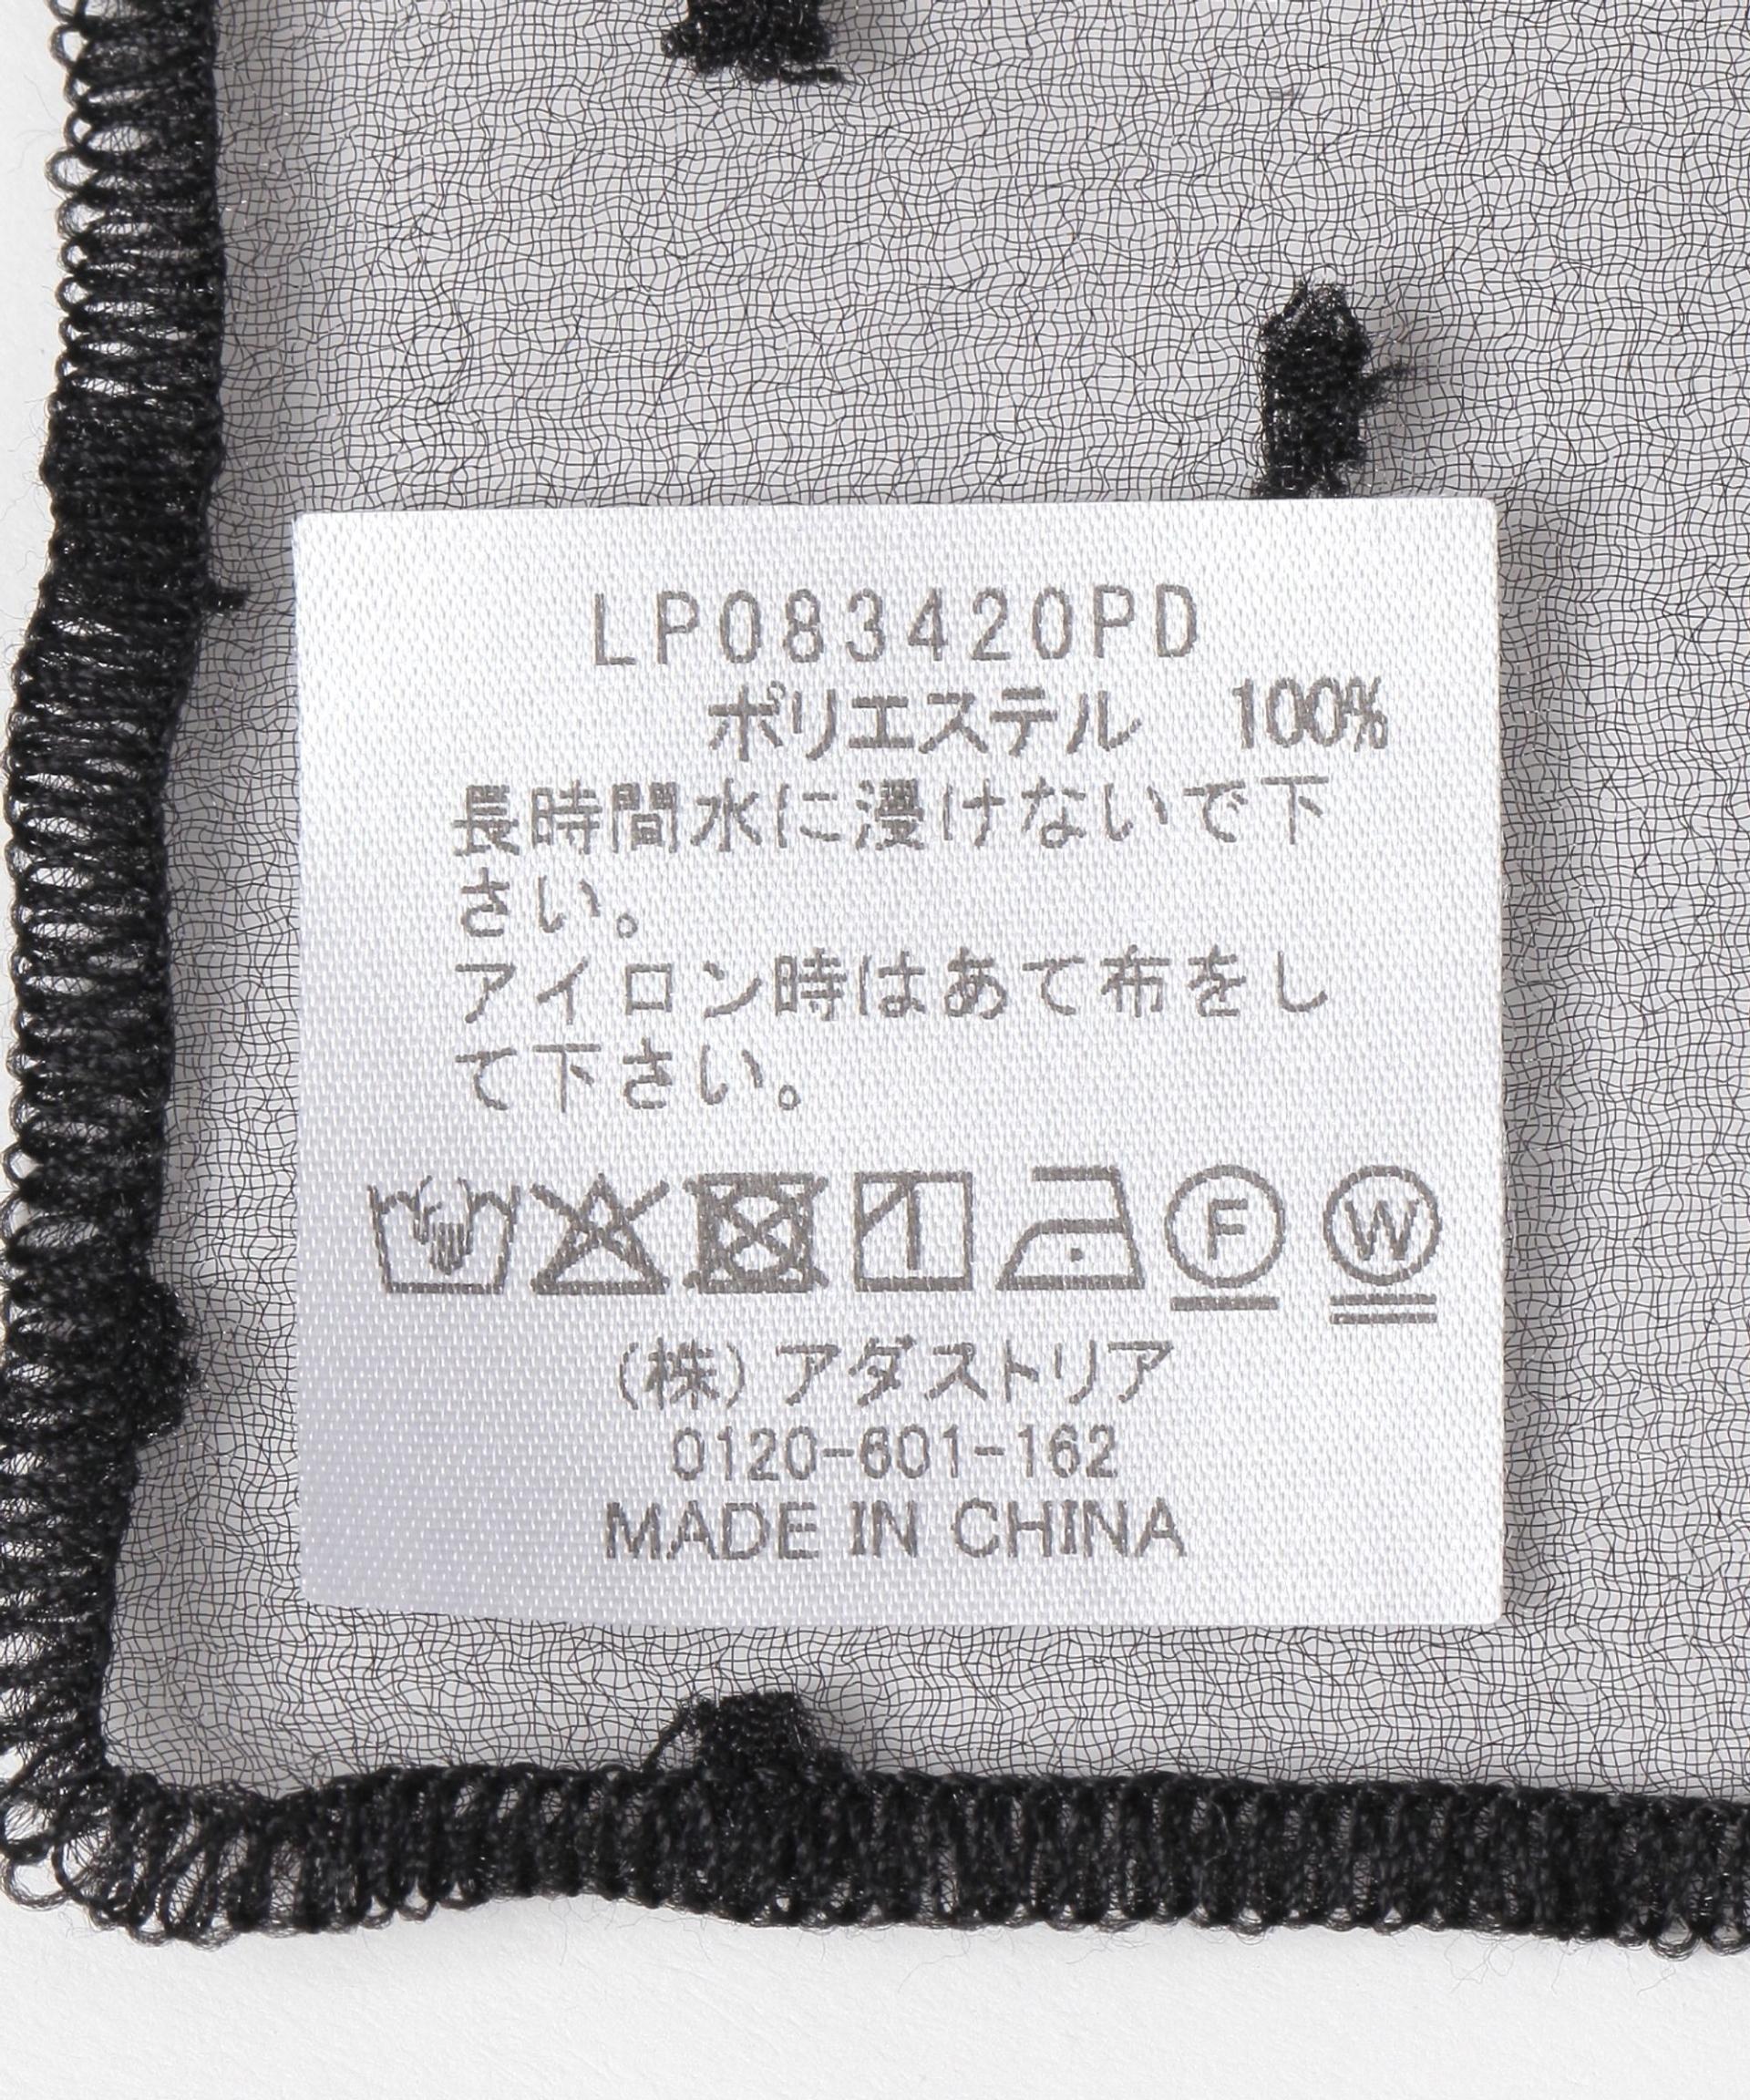 LP083420PD
ポリエステル 100%
長時間水に浸けないで下
さい。
アイロン時はあて布をし
て下さい。
F W
(株)アダストリア
0120-601-162
MADE IN CHINA